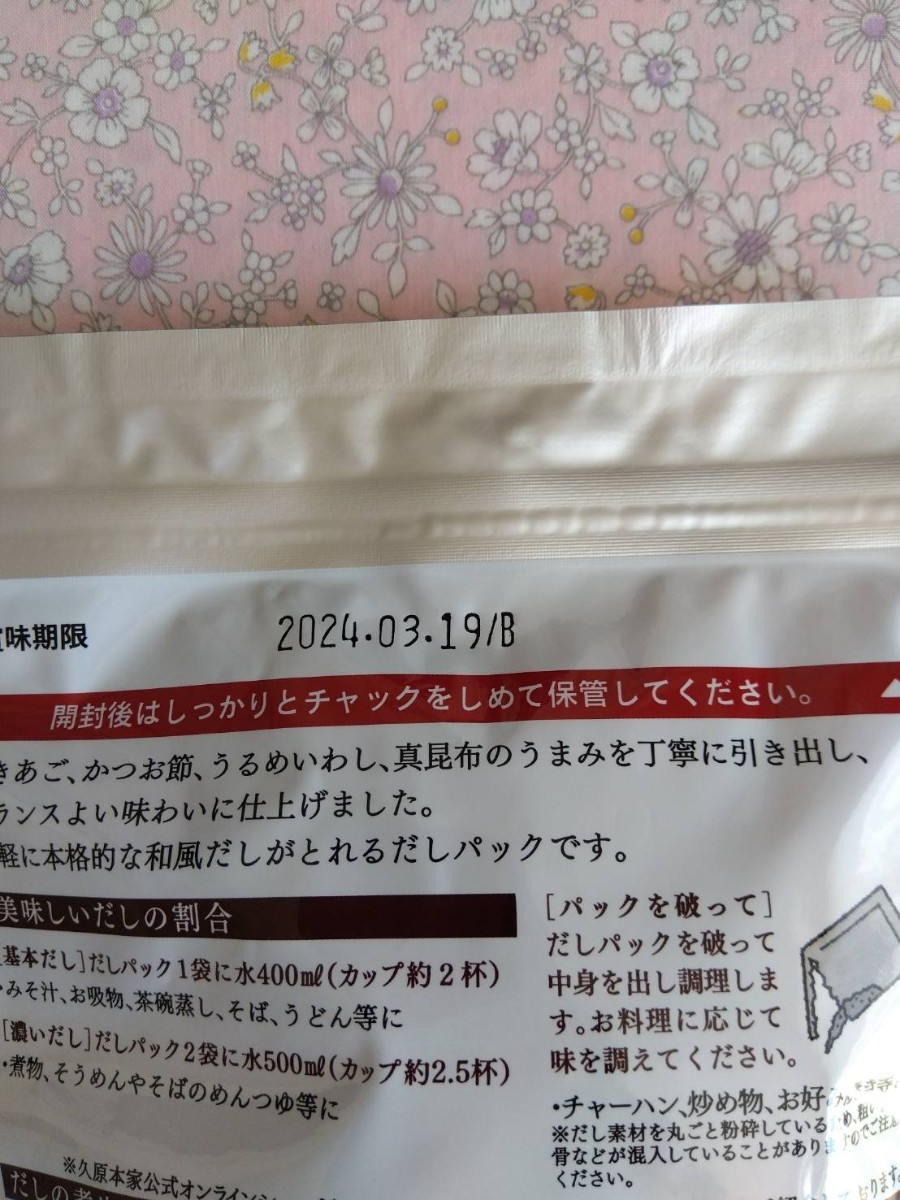 味期限
2024.03.19/B
開封後はしっかりとチャックをしめて保管してください。
きあご、かつお節、うるめいわし、真昆布のうまみを丁寧に引き出し、
ランスよい味わいに仕上げました。
軽に本格的な和風だしがとれるだしパックです。
美味しいだしの割合
[基本だし]だしパック1袋に水400㎖(カップ約2杯)
・みそ汁、お吸物、茶碗蒸し、そば、うどん等に
[濃いだし]だしパック2袋に水500㎖(カップ約2.5杯)
・煮物、そうめんやそばのめんつゆ等に
※久原本家公式オンライン
だしの煮
[パックを破って]
だしパックを破って
中身を出し調理しま
す。お料理に応じて
味を調えてください。
・チャーハン、炒め物、お好み
※だし素材を丸ごと粉砕している
骨などが混入していることがあり
ください。
おります。